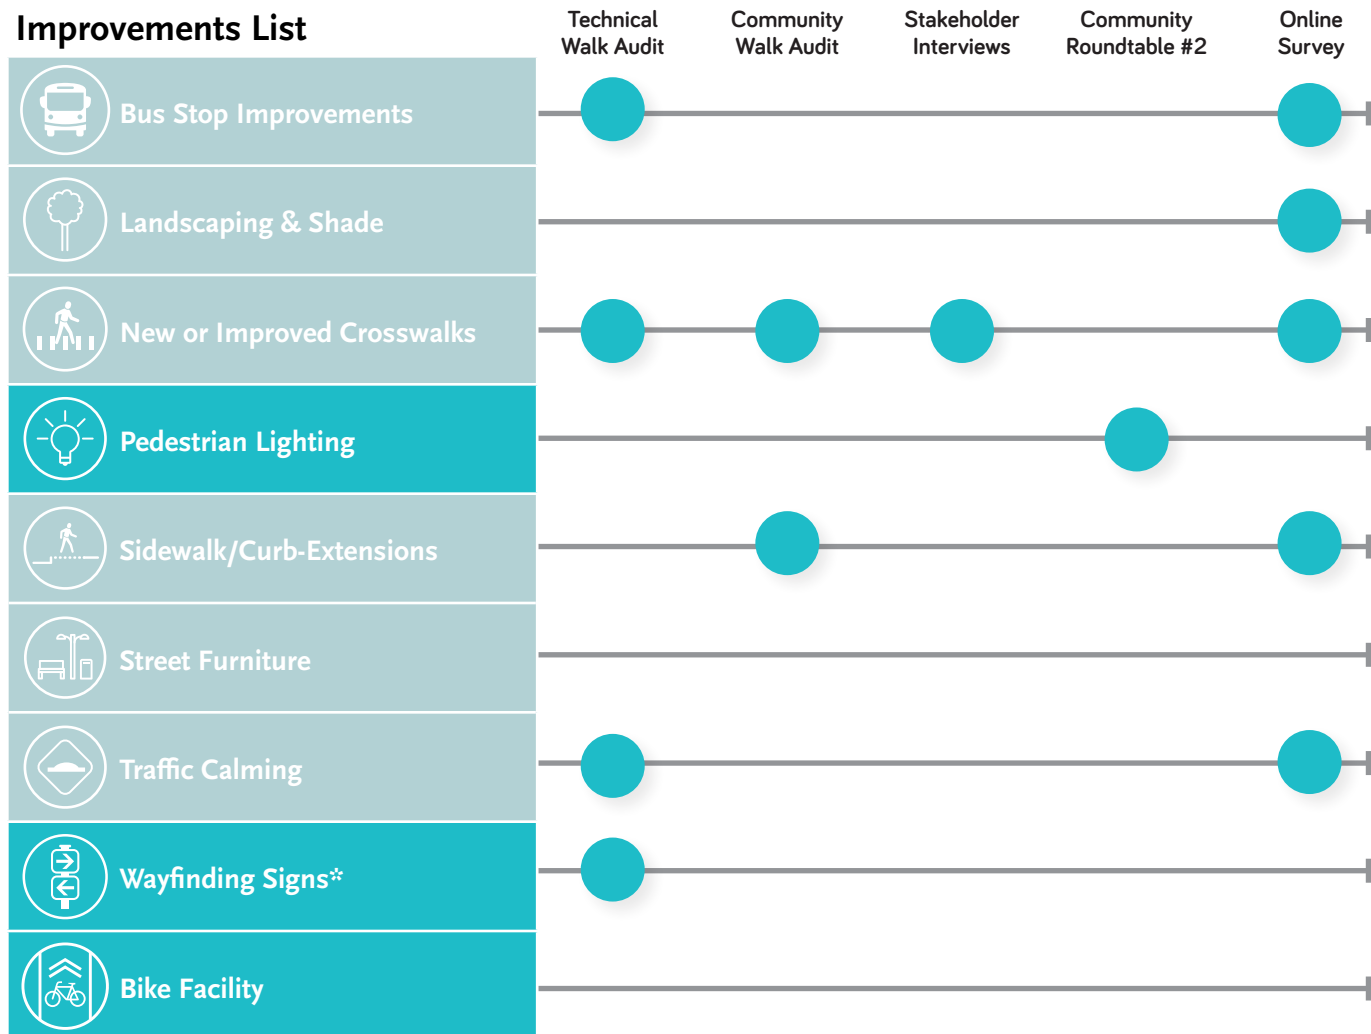 Improvements List
Technical
Walk Audit
Community
Walk Audit
Stakeholder
Interviews
Community
Roundtable #2
Online
Survey
Bus Stop Improvements
Landscaping & Shade
New or Improved Crosswalks
Pedestrian Lighting
Sidewalk/Curb-Extensions
Street Furniture
Traffic Calming
Wayfinding Signs*
Bike Facility